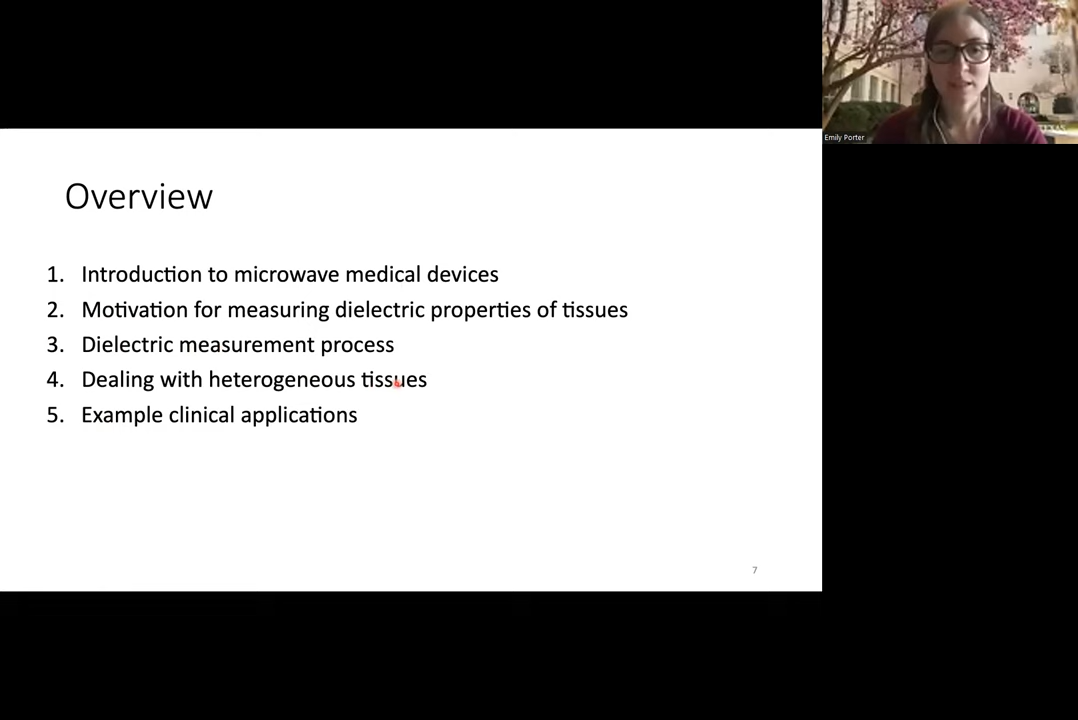 Emily Porter
Overview
1. Introduction to microwave medical devices
2. Motivation for measuring dielectric properties of tissues
3. Dielectric measurement process
4. Dealing with heterogeneous tissues
5. Example clinical applications
7